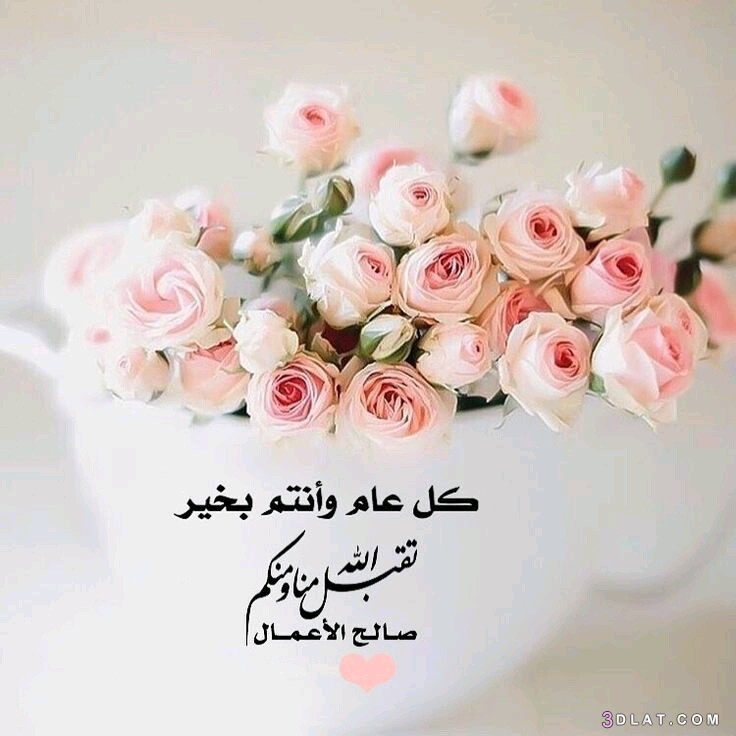 كل عام وأنتم بخير
تقبل الله منا ومنكم
صالح الأعمال
3DLAT.COM